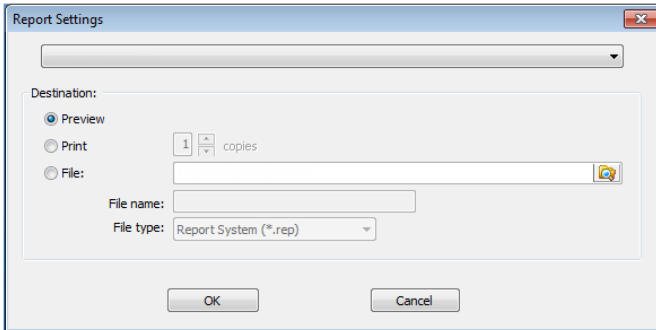 Report Settings
Destination:
Preview
Print 1 copies
File:
File name:
File type: Report System (*.rep)
OK Cancel